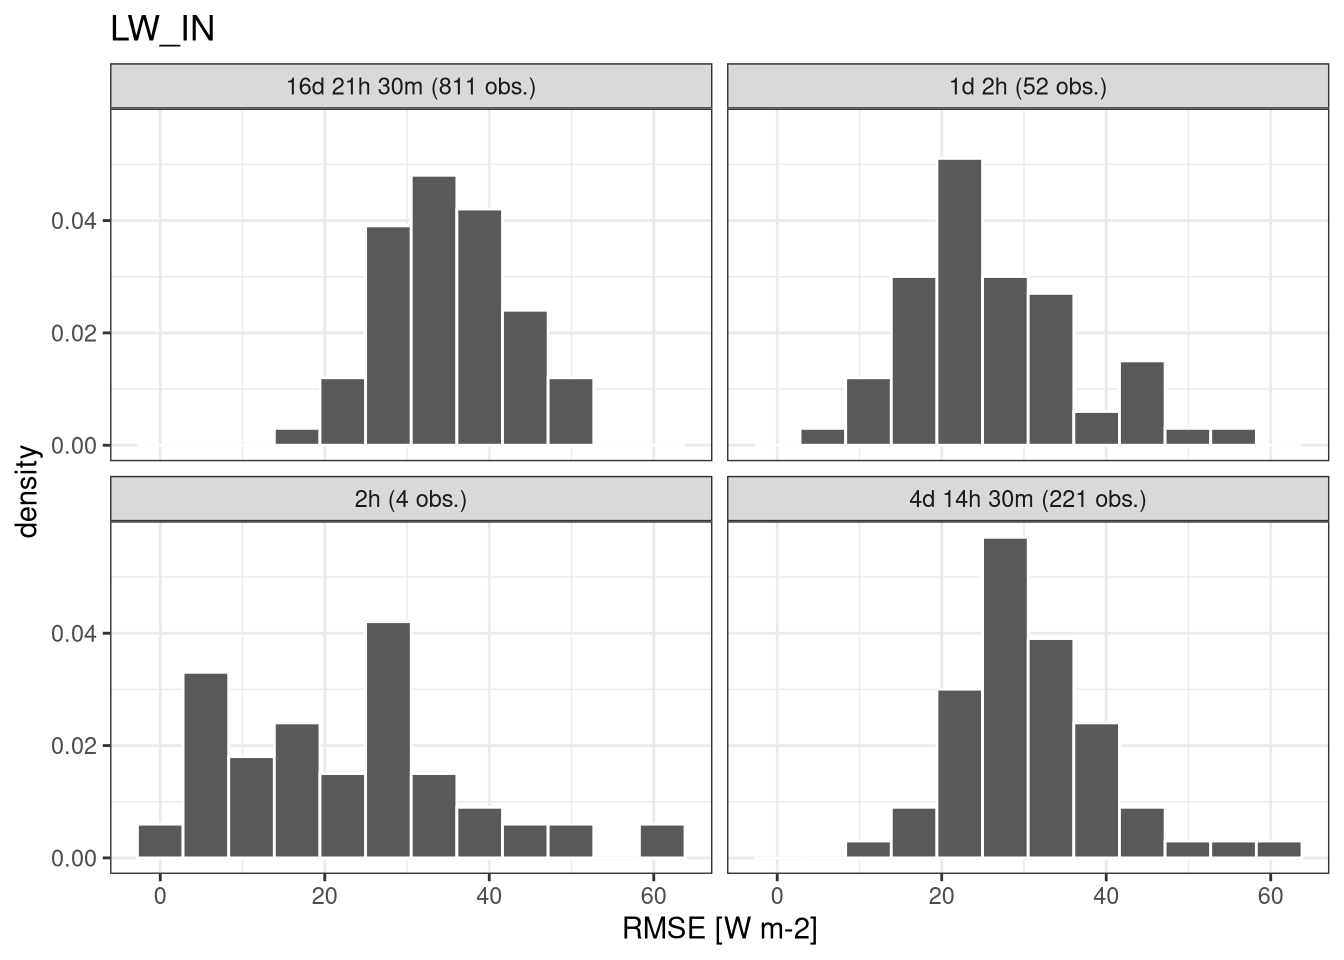 LW_IN
16d 21h 30m (811 obs.)
1d 2h (52 obs.)
0.04
0.02
0.00
2h (4 obs.)
4d 14h 30m (221 obs.)
0.04
0.02
0.00
density
0 20 40 60
0 20 40 60
RMSE [W m-2]